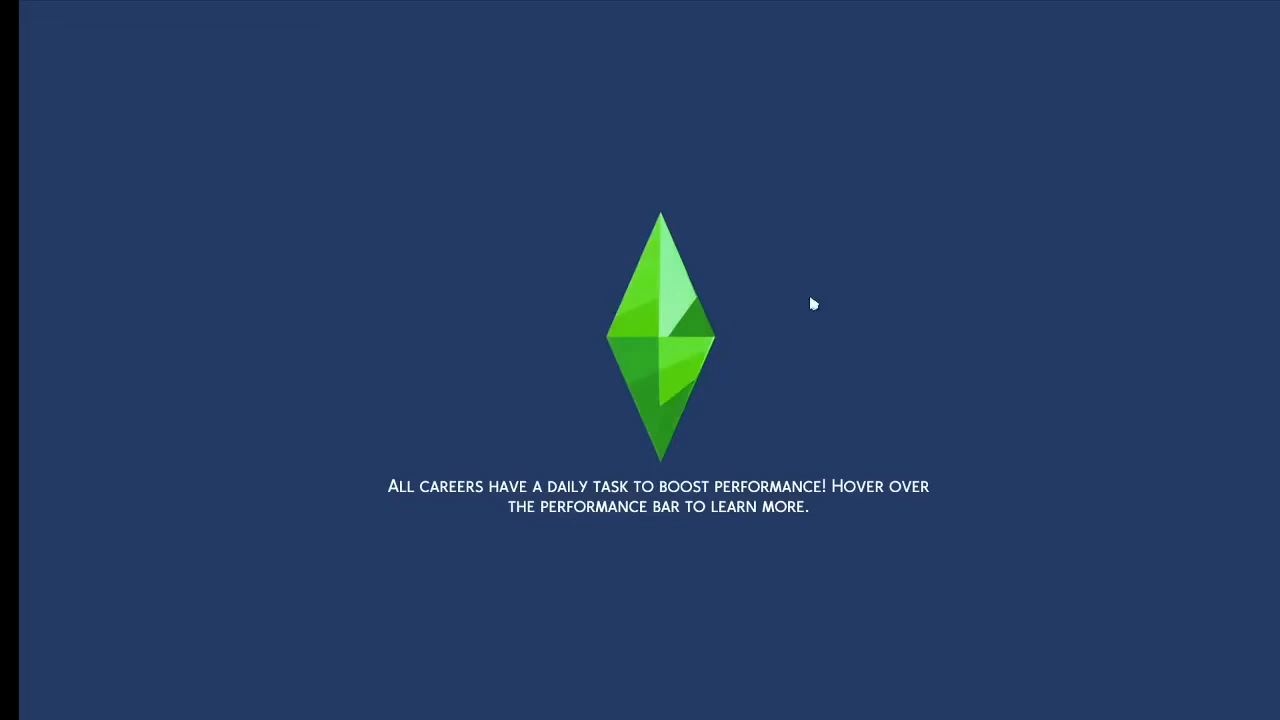 All careers have a daily task to boost performance! Hover over
the performance bar to learn more.